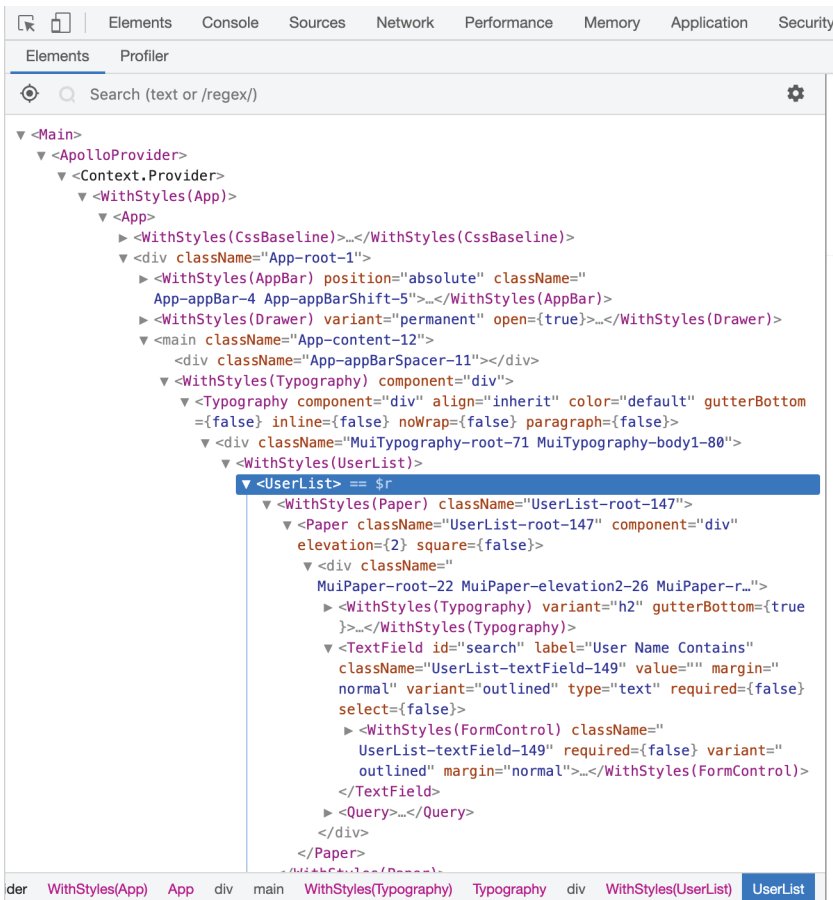 Elements Console Sources Network Performance Memory Application Security
Elements Profiler
Search (text or /regex/)
▼ <Main>
▼ <ApolloProvider>
▼ <Context.Provider>
▼ <WithStyles(App)>
▼ <App>
▶ <WithStyles(CssBaseline)>…</WithStyles(CssBaseline)>
▼ <div className="App-root-1">
▶ <WithStyles(AppBar) position="absolute" className="
App-appBar-4 App-appBarShift-5">…</WithStyles(AppBar)>
▶ <WithStyles(Drawer) variant="permanent" open={true}>…</WithStyles(Drawer)>
▼ <main className="App-content-12">
<div className="App-appBarSpacer-11"></div>
▼ <WithStyles(Typography) component="div">
▼ <Typography component="div" align="inherit" color="default" gutterBottom
={false} inline={false} noWrap={false} paragraph={false}>
▼ <div className="MuiTypography-root-71 MuiTypography-body1-80">
▼ <WithStyles(UserList)>
▼ <UserList> == $r
▼ <WithStyles(Paper) className="UserList-root-147">
▼ <Paper className="UserList-root-147" component="div"
elevation={2} square={false}>
▼ <div className="
MuiPaper-root-22 MuiPaper-elevation2-26 MuiPaper-r…">
▶ <WithStyles(Typography) variant="h2" gutterBottom={true
}>…</WithStyles(Typography)>
▼ <TextField id="search" label="User Name Contains"
className="UserList-textField-149" value="" margin="
normal" variant="outlined" type="text" required={false}
select={false}>
▶ <WithStyles(FormControl) className="
UserList-textField-149" required={false} variant="
outlined" margin="normal">…</WithStyles(FormControl)>
</TextField>
▶ <Query>…</Query>
</div>
</Paper>
</WithStyles(Paper)>
ider WithStyles(App) App div main WithStyles(Typography) Typography div WithStyles(UserList) UserList